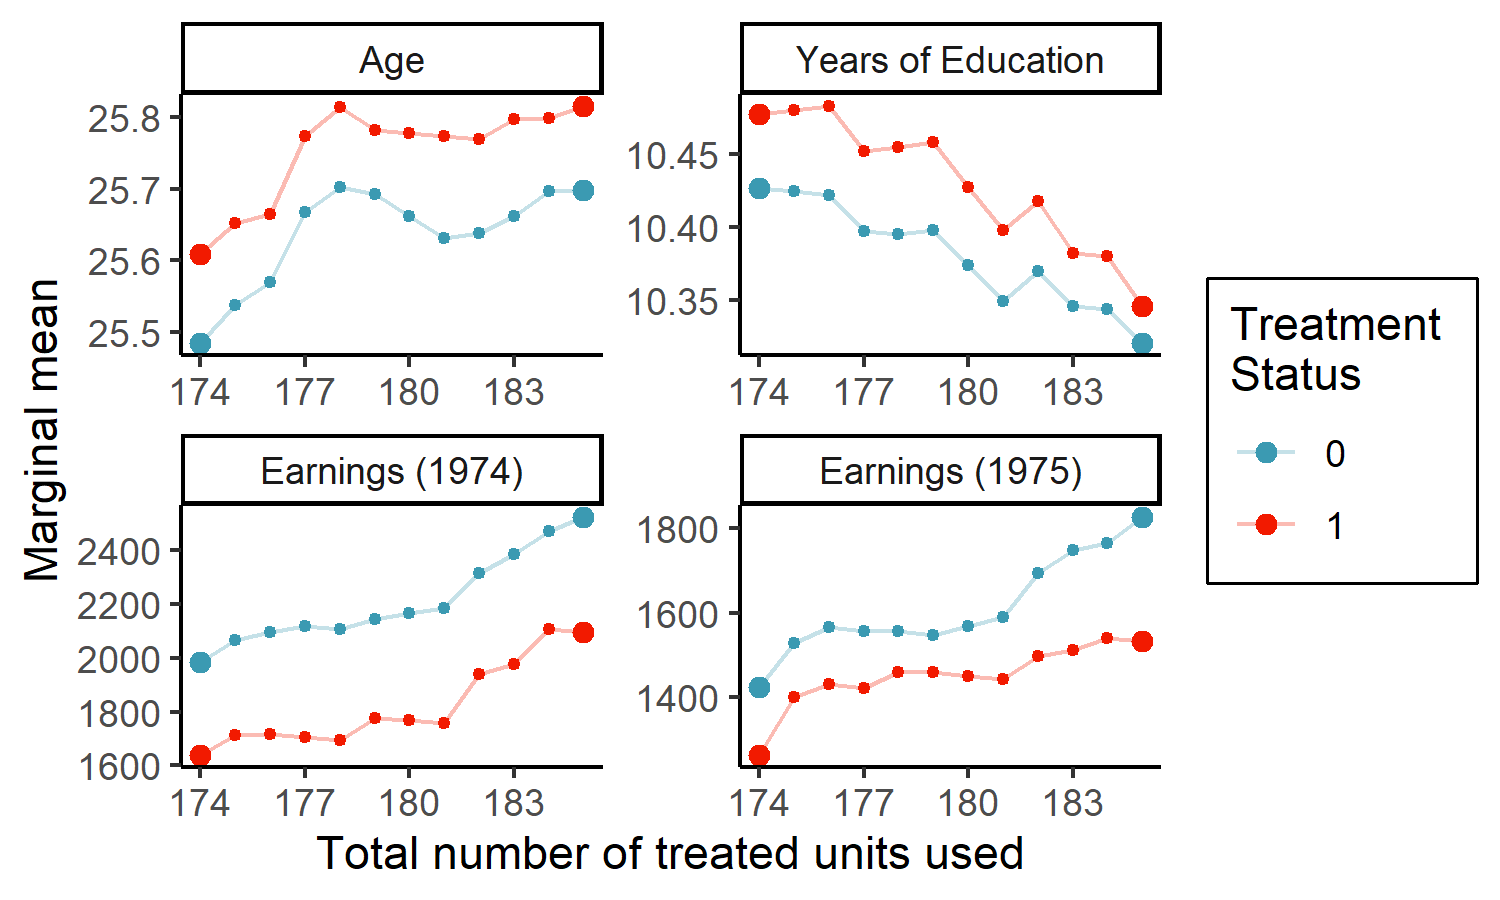 Age
Years of Education
25.8
25.7
25.6
25.5
10.45
10.40
10.35
174 177 180 183
174 177 180 183
Marginal mean
Earnings (1974)
Earnings (1975)
2400
2200
2000
1800
1600
1800
1600
1400
174 177 180 183
174 177 180 183
Total number of treated units used
Treatment
Status
0
1